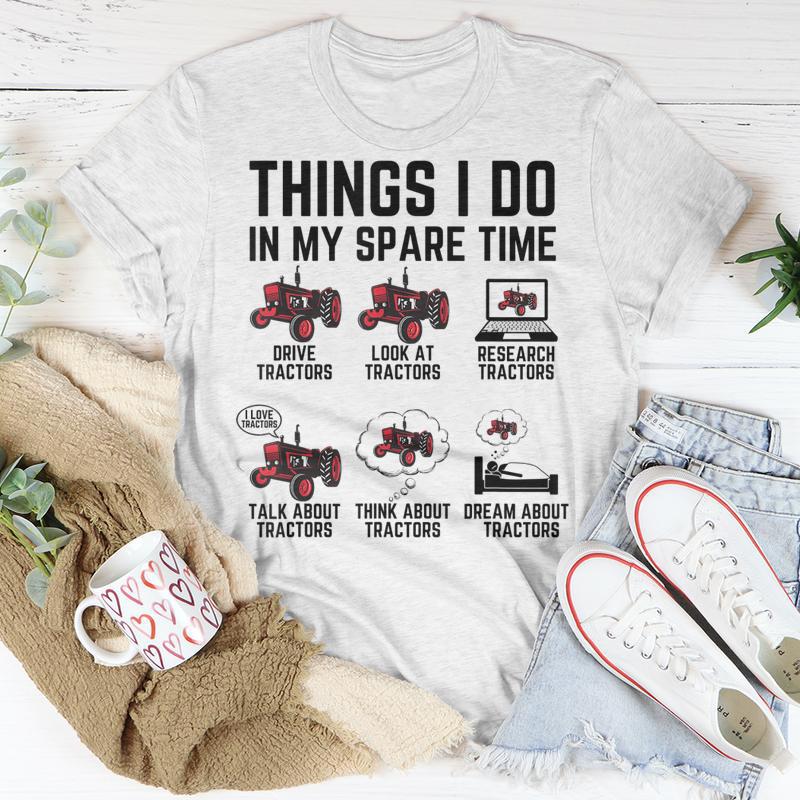 THINGS I DO
IN MY SPARE TIME
DRIVE
TRACTORS
LOOK AT
TRACTORS
RESEARCH
TRACTORS
I LOVE
TRACTORS
TALK ABOUT
TRACTORS
THINK ABOUT
TRACTORS
DREAM ABOUT
TRACTORS